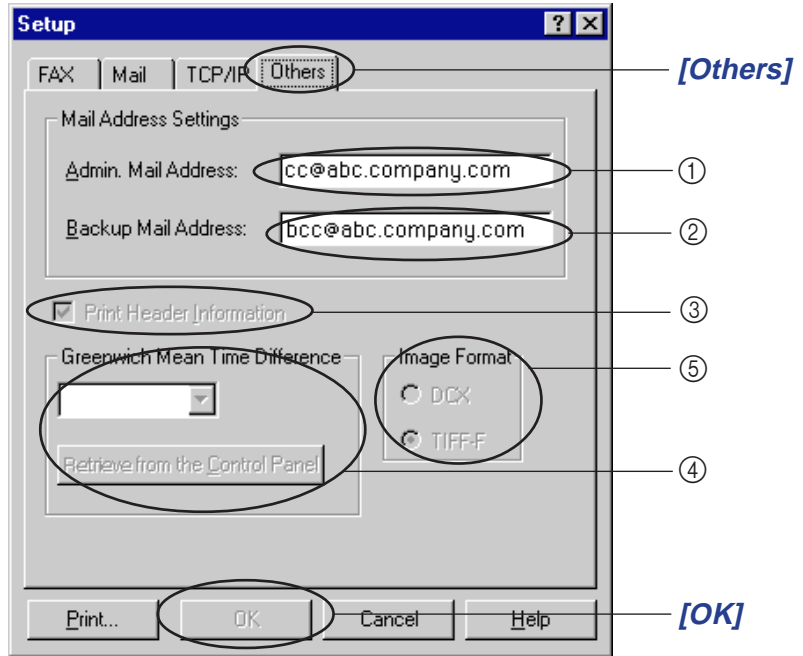 Setup
FAX Mail TCP/IP Others [Others]
Mail Address Settings
Admin. Mail Address: cc@abc.company.com ①
Backup Mail Address: bcc@abc.company.com ②
Print Header Information ③
Greenwich Mean Time Difference Image Format ⑤
DCX
TIFF-F
Retrieve from the Control Panel ④
Print... OK Cancel Help [OK]